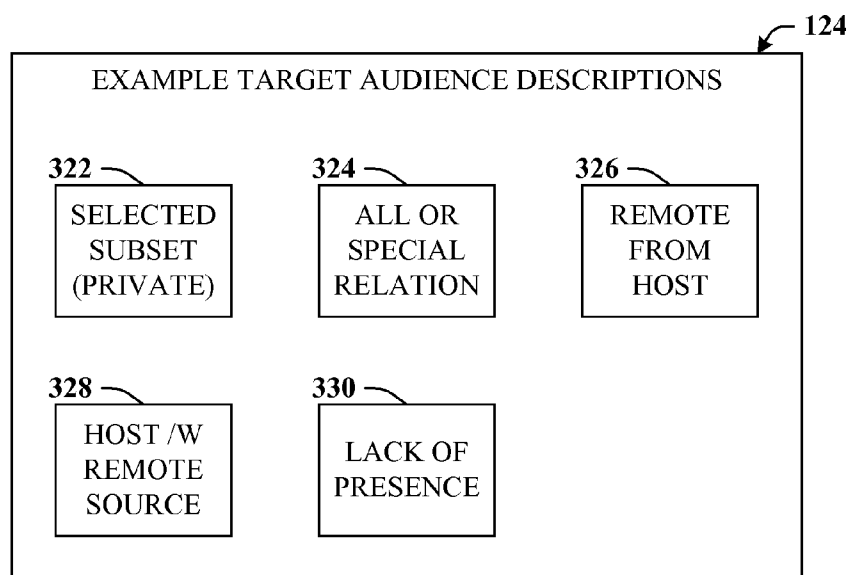 124
EXAMPLE TARGET AUDIENCE DESCRIPTIONS
322
SELECTED
SUBSET
(PRIVATE)
324
ALL OR
SPECIAL
RELATION
326
REMOTE
FROM
HOST
328
HOST /W
REMOTE
SOURCE
330
LACK OF
PRESENCE